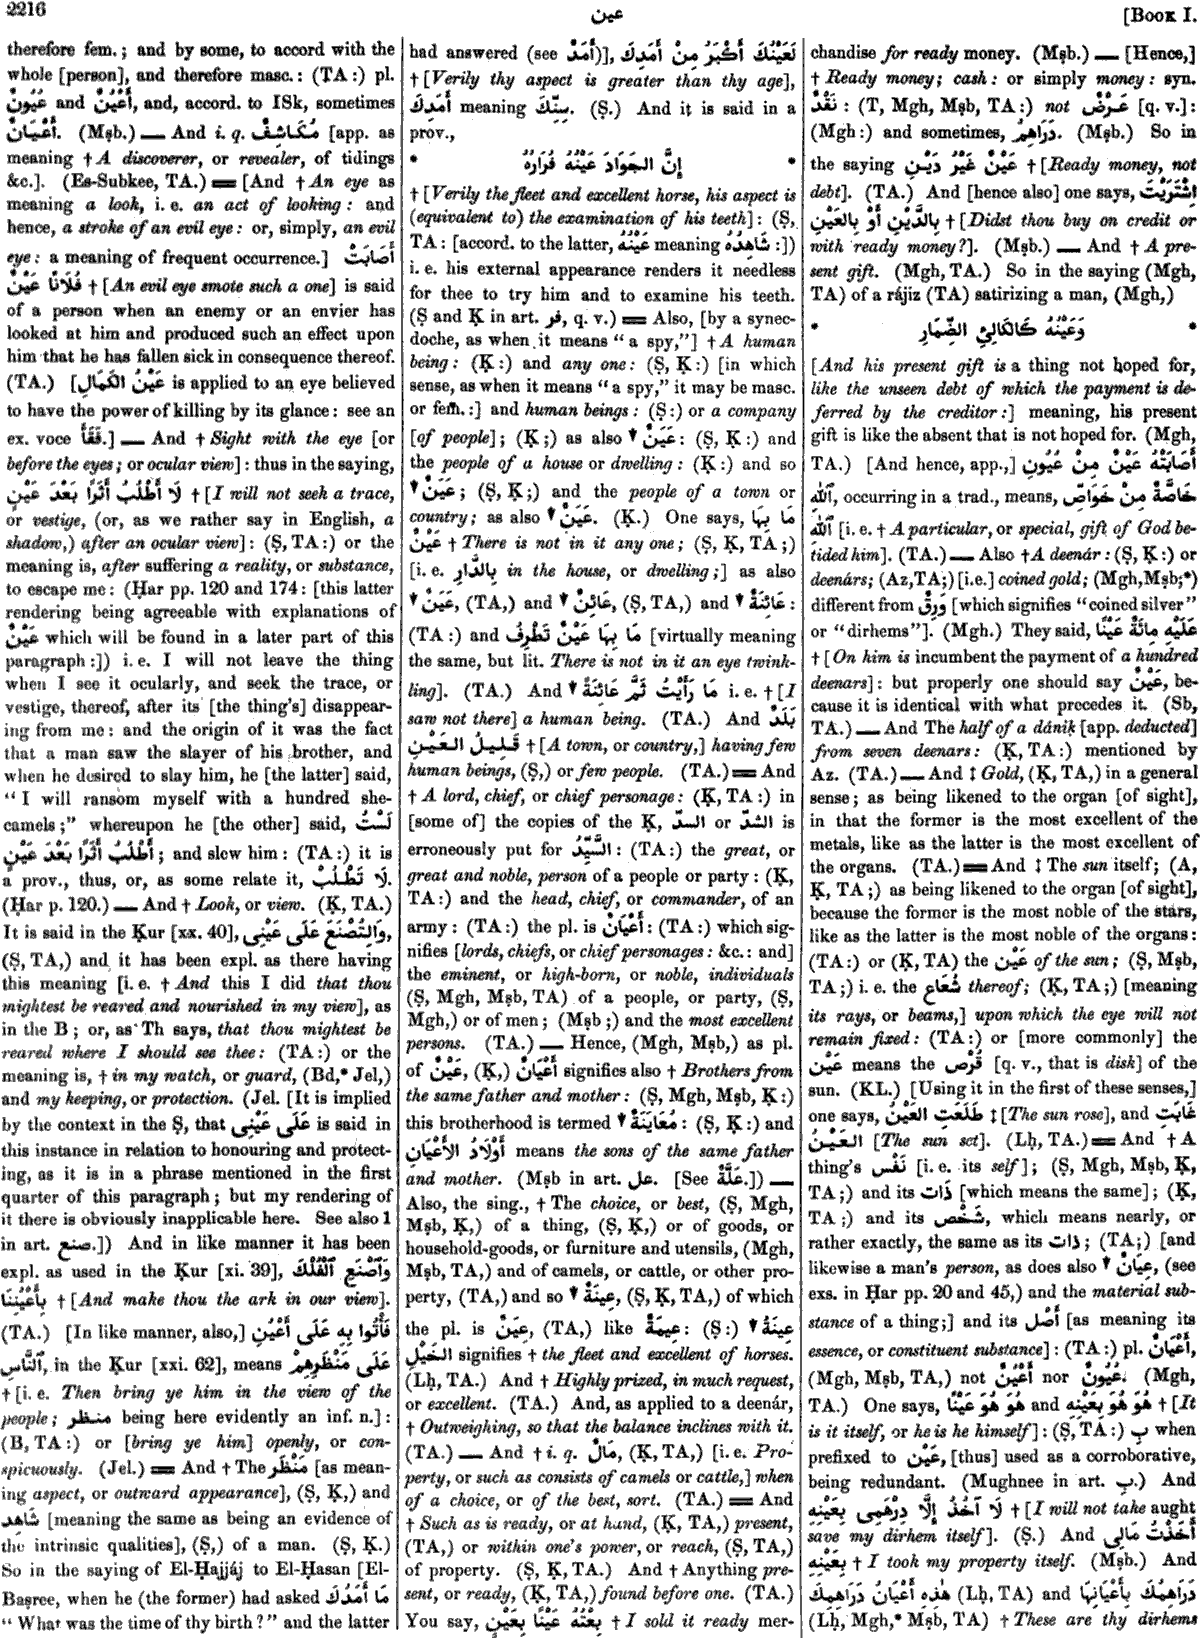 2216
عين
[BOOK I.
therefore fem.; and by some, to accord with the
whole [person], and therefore masc.: (TA:) pl.
عُيُونٌ and أَعْيُنٌ, and, accord. to ISk, sometimes
أَعْيَانٌ. (Mṣb.) — And i. q. مُكَاشِفٌ [app. as
meaning † A discoverer, or revealer, of tidings
&c.]. (Es-Subkee, TA.) = [And † An eye as
meaning a look, i. e. an act of looking: and
hence, a stroke of an evil eye: or, simply, an evil
eye: a meaning of frequent occurrence.] أَصَابَتْ
فُلَانًا عَيْنٌ † [An evil eye smote such a one] is said
of a person when an enemy or an envier has
looked at him and produced such an effect upon
him that he has fallen sick in consequence thereof.
(TA.) [عَيْنُ الكَمَالِ is applied to an eye believed
to have the power of killing by its glance: see an
ex. voce فَقَأَ.] — And † Sight with the eye [or
before the eyes; or ocular view]: thus in the saying,
لَا أَطْلُبُ أَثَرًا بَعْدَ عَيْنٍ † [I will not seek a trace,
or vestige, (or, as we rather say in English, a
shadow,) after an ocular view]: (Ṣ, TA:) or the
meaning is, after suffering a reality, or substance,
to escape me: (Ḥar pp. 120 and 174: [this latter
rendering being agreeable with explanations of
عَيْنٌ which will be found in a later part of this
paragraph:]) i. e. I will not leave the thing
when I see it ocularly, and seek the trace, or
vestige, thereof, after its [the thing's] disappear-
ing from me: and the origin of it was the fact
that a man saw the slayer of his brother, and
when he desired to slay him, he [the latter] said,
"I will ransom myself with a hundred she-
camels;" whereupon he [the other] said, لَسْتُ
أَطْلُبُ أَثَرًا بَعْدَ عَيْنٍ; and slew him: (TA:) it is
a prov., thus, or, as some relate it, لَا تَطْلُبْ.
(Ḥar p. 120.) — And † Look, or view. (Ḳ, TA.)
It is said in the Ḳur [xx. 40], وَلِتُصْنَعَ عَلَى عَيْنِى,
(Ṣ, TA,) and it has been expl. as there having
this meaning [i. e. † And this I did that thou
mightest be reared and nourished in my view], as
in the B; or, as Th says, that thou mightest be
reared where I should see thee: (TA:) or the
meaning is, † in my watch, or guard, (Bd,* Jel,)
and my keeping, or protection. (Jel. [It is implied
by the context in the Ṣ, that عَلَى عَيْنِى is said in
this instance in relation to honouring and protect-
ing, as it is in a phrase mentioned in the first
quarter of this paragraph; but my rendering of
it there is obviously inapplicable here. See also 1
in art. صنع.]) And in like manner it has been
expl. as used in the Ḳur [xi. 39], وَٱصْنَعِ ٱلْفُلْكَ
بِأَعْيُنِنَا † [And make thou the ark in our view].
(TA.) [In like manner, also,] فَأْتُوا بِهِ عَلَى أَعْيُنِ
ٱلنَّاسِ, in the Ḳur [xxi. 62], means عَلَى مَنْظَرِهِمْ
† [i. e. Then bring ye him in the view of the
people; منظر being here evidently an inf. n.]:
(B, TA:) or [bring ye him] openly, or con-
spicuously. (Jel.) = And † The مَنْظَر [as mean-
ing aspect, or outward appearance], (Ṣ, Ḳ,) and
شَاهِد [meaning the same as being an evidence of
the intrinsic qualities], (Ṣ,) of a man. (Ṣ, Ḳ.)
So in the saying of El-Ḥajjáj to El-Ḥasan [El-
Baṣree, when he (the former) had asked مَا أَمَدُكَ
"What was the time of thy birth?" and the latter
had answered (see أَمَدٌ)], لَعَيْنُكَ أَكْبَرُ مِنْ أَمَدِكَ
† [Verily thy aspect is greater than thy age],
أَمَدِكَ meaning سِنِّكَ. (Ṣ.) And it is said in a
prov.,
* إِنَّ الجَوَادَ عَيْنُهُ فُرَارُهُ *
† [Verily the fleet and excellent horse, his aspect is
(equivalent to) the examination of his teeth]: (Ṣ,
TA: [accord. to the latter, عَيْنُهُ meaning شَاهِدُهُ:])
i. e. his external appearance renders it needless
for thee to try him and to examine his teeth.
(Ṣ and Ḳ in art. فر, q. v.) = Also, [by a synec-
doche, as when it means "a spy,"] † A human
being: (Ḳ:) and any one: (Ṣ, Ḳ:) [in which
sense, as when it means "a spy," it may be masc.
or fem.:] and human beings: (Ṣ:) or a company
[of people]; (Ḳ;) as also ▼ عَيَنٌ: (Ṣ, Ḳ:) and
the people of a house or dwelling: (Ḳ:) and so
▼ عَيَنٌ; (Ṣ, Ḳ;) and the people of a town or
country; as also ▼ عَيَنٌ. (Ḳ.) One says, مَا بِهَا
عَيْنٌ † There is not in it any one; (Ṣ, Ḳ, TA;)
[i. e. بِالدَّارِ in the house, or dwelling;] as also
▼ عَيَنٌ, (TA,) and ▼ عَائِنٌ, (Ṣ, TA,) and ▼ عَائِنَةٌ:
(TA:) and مَا بِهَا عَيْنٌ تَطْرِفُ [virtually meaning
the same, but lit. There is not in it an eye twink-
ling]. (TA.) And ▼ مَا رَأَيْتُ ثَمَّ عَائِنَةً i. e. † [I
saw not there] a human being. (TA.) And بَلَدٌ
قَلِيلُ العَيْنِ † [A town, or country,] having few
human beings, (Ṣ,) or few people. (TA.) = And
† A lord, chief, or chief personage: (Ḳ, TA:) in
[some of] the copies of the Ḳ, السدّ or الشدّ is
erroneously put for السَّيِّدُ: (TA:) the great, or
great and noble, person of a people or party: (Ḳ,
TA:) and the head, chief, or commander, of an
army: (TA:) the pl. is أَعْيَانٌ: (TA:) which sig-
nifies [lords, chiefs, or chief personages: &c.: and]
the eminent, or high-born, or noble, individuals
(Ṣ, Mgh, Mṣb, TA) of a people, or party, (Ṣ,
Mgh,) or of men; (Mṣb;) and the most excellent
persons. (TA.) — Hence, (Mgh, Mṣb,) as pl.
of عَيْنٌ, (Ḳ,) أَعْيَانٌ signifies also † Brothers from
the same father and mother: (Ṣ, Mgh, Mṣb, Ḳ:)
this brotherhood is termed ▼ مُعَايَنَةٌ: (Ṣ, Ḳ:) and
أَوْلَادُ الأَعْيَانِ means the sons of the same father
and mother. (Mṣb in art. عل. [See عَلَّةٌ.]) —
Also, the sing., † The choice, or best, (Ṣ, Mgh,
Mṣb, Ḳ,) of a thing, (Ṣ, Ḳ,) or of goods, or
household-goods, or furniture and utensils, (Mgh,
Mṣb, TA,) and of camels, or cattle, or other pro-
perty, (TA,) and so ▼ عِينَةٌ, (Ṣ, Ḳ, TA,) of which
the pl. is عِيَنٌ, (TA,) like عِيمَةٌ: (Ṣ:) ▼ عِينَةُ
الخَيْلِ signifies † the fleet and excellent of horses.
(Lḥ, TA.) And † Highly prized, in much request,
or excellent. (TA.) And, as applied to a deenár,
† Outweighing, so that the balance inclines with it.
(TA.) — And † i. q. مَالٌ, (Ḳ, TA,) [i. e. Pro-
perty, or such as consists of camels or cattle,] when
of a choice, or of the best, sort. (TA.) = And
† Such as is ready, or at hand, (Ḳ, TA,) present,
(TA,) or within one's power, or reach, (Ṣ, TA,)
of property. (Ṣ, Ḳ, TA.) And † Anything pre-
sent, or ready, (Ḳ, TA,) found before one. (TA.)
You say, بِعْتُهُ عَيْنًا بِعَيْنٍ † I sold it ready mer-
chandise for ready money. (Mṣb.) — [Hence,]
† Ready money; cash: or simply money: syn.
نَقْدٌ: (T, Mgh, Mṣb, TA:) not عَرْضٌ [q. v.]:
(Mgh:) and sometimes, دَرَاهِمُ. (Mṣb.) So in
the saying عَيْنٌ غَيْرُ دَيْنٍ † [Ready money, not
debt]. (TA.) And [hence also] one says, اِشْتَرَيْتَ
بِالدَّيْنِ أَوْ بِالعَيْنِ † [Didst thou buy on credit or
with ready money?]. (Mṣb.) — And † A pre-
sent gift. (Mgh, TA.) So in the saying (Mgh,
TA) of a rájiz (TA) satirizing a man, (Mgh,)
* وَعَيْنُهُ كَالكَالِئِ الضِّمَارِ *
[And his present gift is a thing not hoped for,
like the unseen debt of which the payment is de-
ferred by the creditor:] meaning, his present
gift is like the absent that is not hoped for. (Mgh,
TA.) [And hence, app.,] أَصَابَتْهُ عَيْنٌ مِنْ عُيُونِ
ٱللّٰهِ, occurring in a trad., means, خَاصَّةٌ مِنْ خَوَاصِّ
ٱللّٰهِ [i. e. † A particular, or special, gift of God be-
tided him]. (TA.) — Also † A deenár: (Ṣ, Ḳ:) or
deenárs; (Az, TA;) [i.e.] coined gold; (Mgh, Mṣb;*)
different from وَرِقٌ [which signifies "coined silver"
or "dirhems"]. (Mgh.) They said, عَلَيْهِ مِائَةٌ عَيْنًا
† [On him is incumbent the payment of a hundred
deenars]: but properly one should say عَيْنٌ, be-
cause it is identical with what precedes it. (Sb,
TA.) — And The half of a dániḳ [app. deducted]
from seven deenars: (Ḳ, TA:) mentioned by
Az. (TA.) — And ‡ Gold, (Ḳ, TA,) in a general
sense; as being likened to the organ [of sight],
in that the former is the most excellent of the
metals, like as the latter is the most excellent of
the organs. (TA.) = And ‡ The sun itself; (A,
Ḳ, TA;) as being likened to the organ [of sight],
because the former is the most noble of the stars,
like as the latter is the most noble of the organs:
(TA:) or (Ḳ, TA) the عَيْن of the sun; (Ṣ, Mṣb,
TA;) i. e. the شُعَاع thereof; (Ḳ, TA;) [meaning
its rays, or beams,] upon which the eye will not
remain fixed: (TA:) or [more commonly] the
عَيْن means the قُرْص [q. v., that is disk] of the
sun. (KL.) [Using it in the first of these senses,]
one says, طَلَعَتِ العَيْنُ ‡ [The sun rose], and غَابَتِ
العَيْنُ [The sun set]. (Lḥ, TA.) = And † A
thing's نَفْس [i. e. its self]; (Ṣ, Mgh, Mṣb, Ḳ,
TA;) and its ذَات [which means the same]; (Ḳ,
TA;) and its شَخْص, which means nearly, or
rather exactly, the same as its ذات; (TA;) [and
likewise a man's person, as does also ▼ عِيَانٌ, (see
exs. in Ḥar pp. 20 and 45,) and the material sub-
stance of a thing;] and its أَصْل [as meaning its
essence, or constituent substance]: (TA:) pl. أَعْيَانٌ,
(Mgh, Mṣb, TA,) not أَعْيُنٌ nor عُيُونٌ. (Mgh,
TA.) One says, هُوَ هُوَ عَيْنًا and هُوَ هُوَ بِعَيْنِهِ † [It
is it itself, or he is he himself]: (Ṣ, TA:) ب when
prefixed to عَيْن, [thus] used as a corroborative,
being redundant. (Mughnee in art. ب.) And
لَا آخُذُ إِلَّا دِرْهَمِى بِعَيْنِهِ † [I will not take aught
save my dirhem itself]. (Ṣ.) And أَخَذْتُ مَالِى
بِعَيْنِهِ † I took my property itself. (Mṣb.) And
هٰذِهِ أَعْيَانُ دَرَاهِمِكَ (Lḥ, TA) and دَرَاهِمُكَ بِأَعْيَانِهَا
(Lḥ, Mgh,* Mṣb, TA) † These are thy dirhems